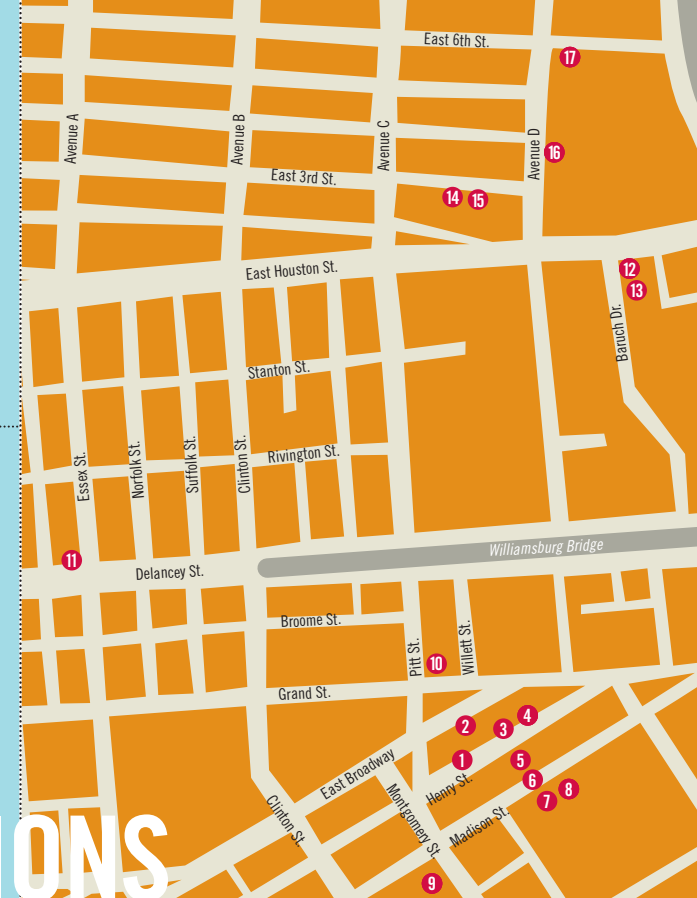 East 6th St.
17
Avenue A
Avenue B
Avenue C
Avenue D
16
East 3rd St.
14
15
East Houston St.
12
13
Baruch Dr.
Stanton St.
Essex St.
Norfolk St.
Suffolk St.
Clinton St.
Rivington St.
11
Delancey St.
Williamsburg Bridge
Broome St.
Pitt St.
10
Willett St.
Grand St.
2
3
4
1
5
East Broadway
Henry St.
6
7
8
Clinton St.
Montgomery St.
Madison St.
IONS
9